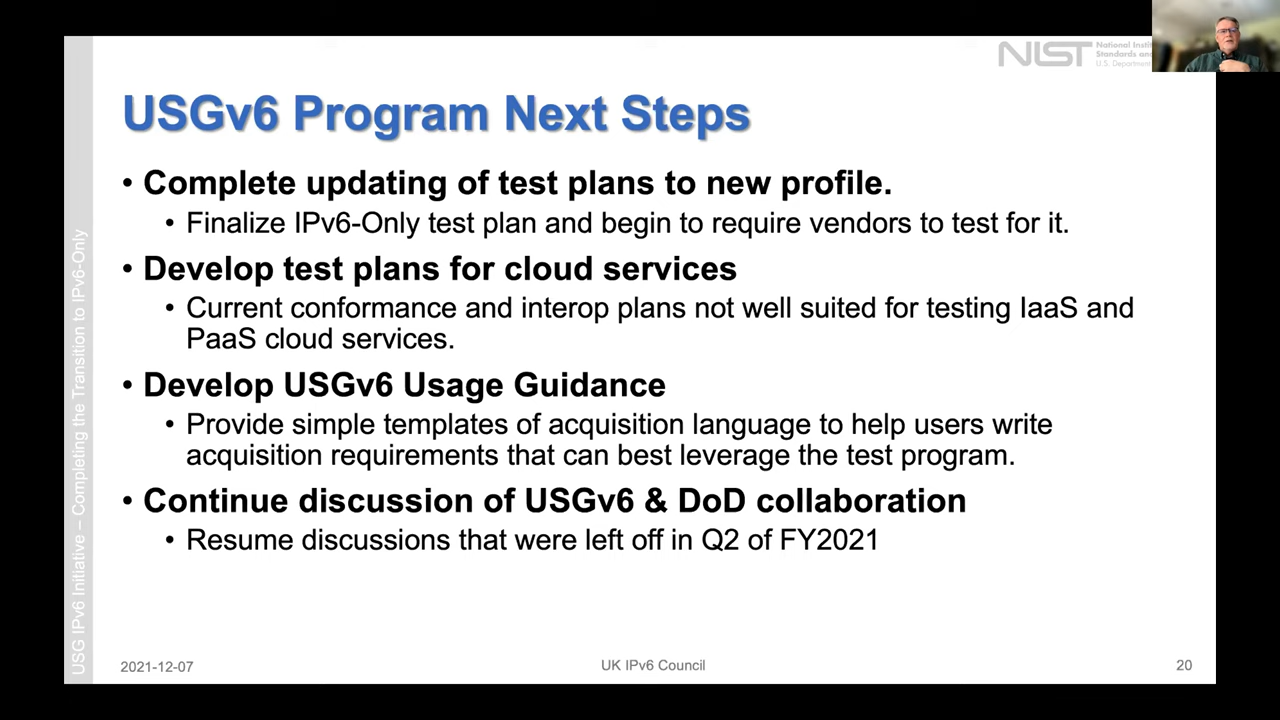 NIST
National Instit
Standards an
U.S. Department
USGv6 Program Next Steps
• Complete updating of test plans to new profile.
• Finalize IPv6-Only test plan and begin to require vendors to test for it.
• Develop test plans for cloud services
• Current conformance and interop plans not well suited for testing IaaS and
PaaS cloud services.
• Develop USGv6 Usage Guidance
• Provide simple templates of acquisition language to help users write
acquisition requirements that can best leverage the test program.
• Continue discussion of USGv6 & DoD collaboration
• Resume discussions that were left off in Q2 of FY2021
USG IPv6 Initiative – Completing the Transition to IPv6-Only
2021-12-07
UK IPv6 Council
20